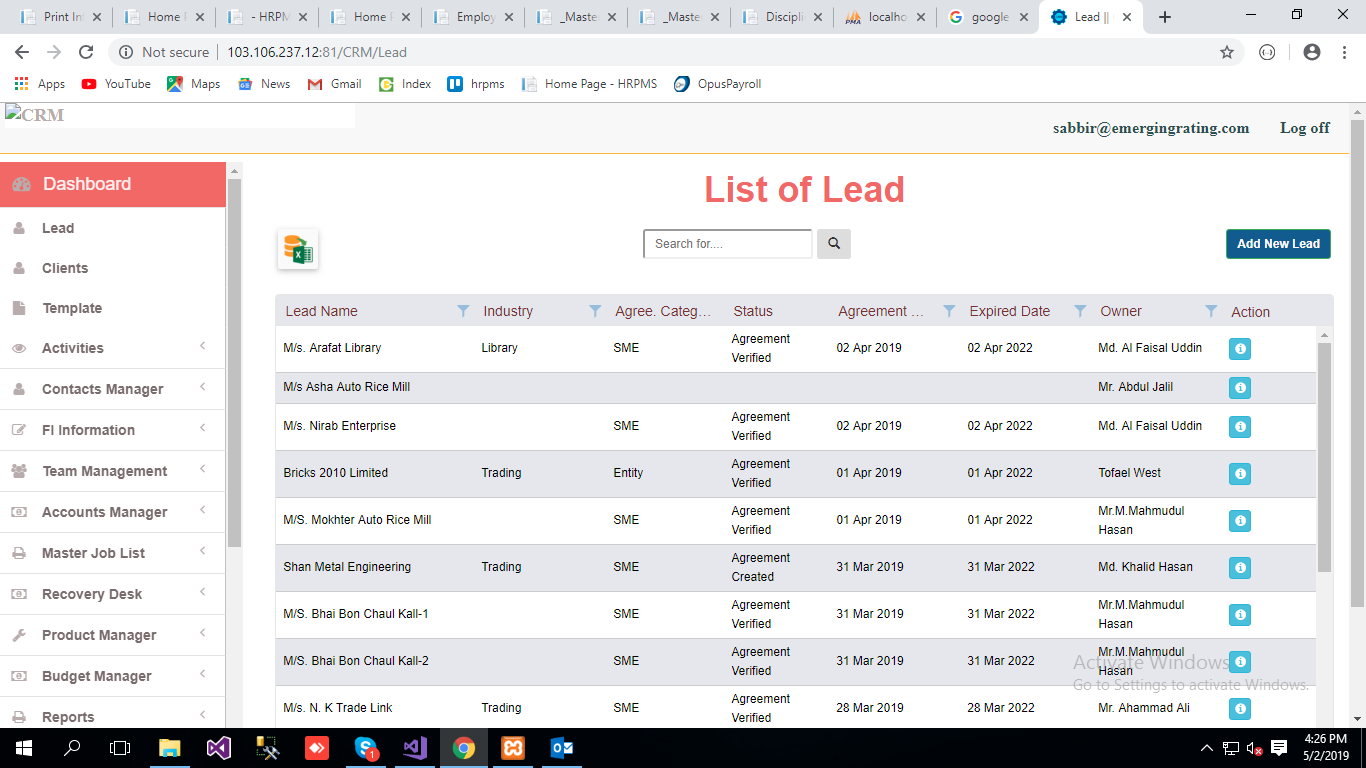 Print In
Home F
- HRPM
Home F
Employ
_Maste
_Maste
Discipli
localho
google
Lead ||
Not secure
103.106.237.12:81/CRM/Lead
Apps
YouTube
Maps
News
Gmail
Index
hrpms
Home Page - HRPMS
OpusPayroll
CRM
sabbir@emergingrating.com
Log off
Dashboard
Lead
Clients
Template
Activities
Contacts Manager
FI Information
Team Management
Accounts Manager
Master Job List
Recovery Desk
Product Manager
Budget Manager
Reports
List of Lead
Search for....
Add New Lead
Lead Name Industry Agree. Categ... Status Agreement ... Expired Date Owner Action
M/s. Arafat Library Library SME Agreement Verified 02 Apr 2019 02 Apr 2022 Md. Al Faisal Uddin
M/s Asha Auto Rice Mill Mr. Abdul Jalil
M/s. Nirab Enterprise SME Agreement Verified 02 Apr 2019 02 Apr 2022 Md. Al Faisal Uddin
Bricks 2010 Limited Trading Entity Agreement Verified 01 Apr 2019 01 Apr 2022 Tofael West
M/S. Mokhter Auto Rice Mill SME Agreement Verified 01 Apr 2019 01 Apr 2022 Mr.M.Mahmudul Hasan
Shan Metal Engineering Trading SME Agreement Created 31 Mar 2019 31 Mar 2022 Md. Khalid Hasan
M/S. Bhai Bon Chaul Kall-1 SME Agreement Verified 31 Mar 2019 31 Mar 2022 Mr.M.Mahmudul Hasan
M/S. Bhai Bon Chaul Kall-2 SME Agreement Verified 31 Mar 2019 31 Mar 2022 Mr.M.Mahmudul Hasan
M/s. N. K Trade Link Trading SME Agreement Verified 28 Mar 2019 28 Mar 2022 Mr. Ahammad Ali
Activate Windows
Go to Settings to activate Windows.
1
4:26 PM
5/2/2019